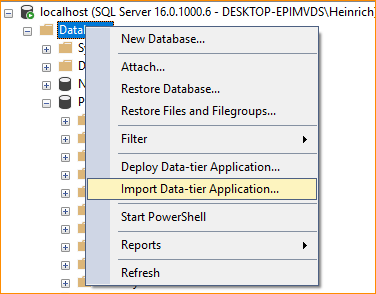 localhost (SQL Server 16.0.1000.6 - DESKTOP-EPIMVDS\Heinrich)
New Database...
Attach...
Restore Database...
Restore Files and Filegroups...
Filter
Deploy Data-tier Application...
Import Data-tier Application...
Start PowerShell
Reports
Refresh